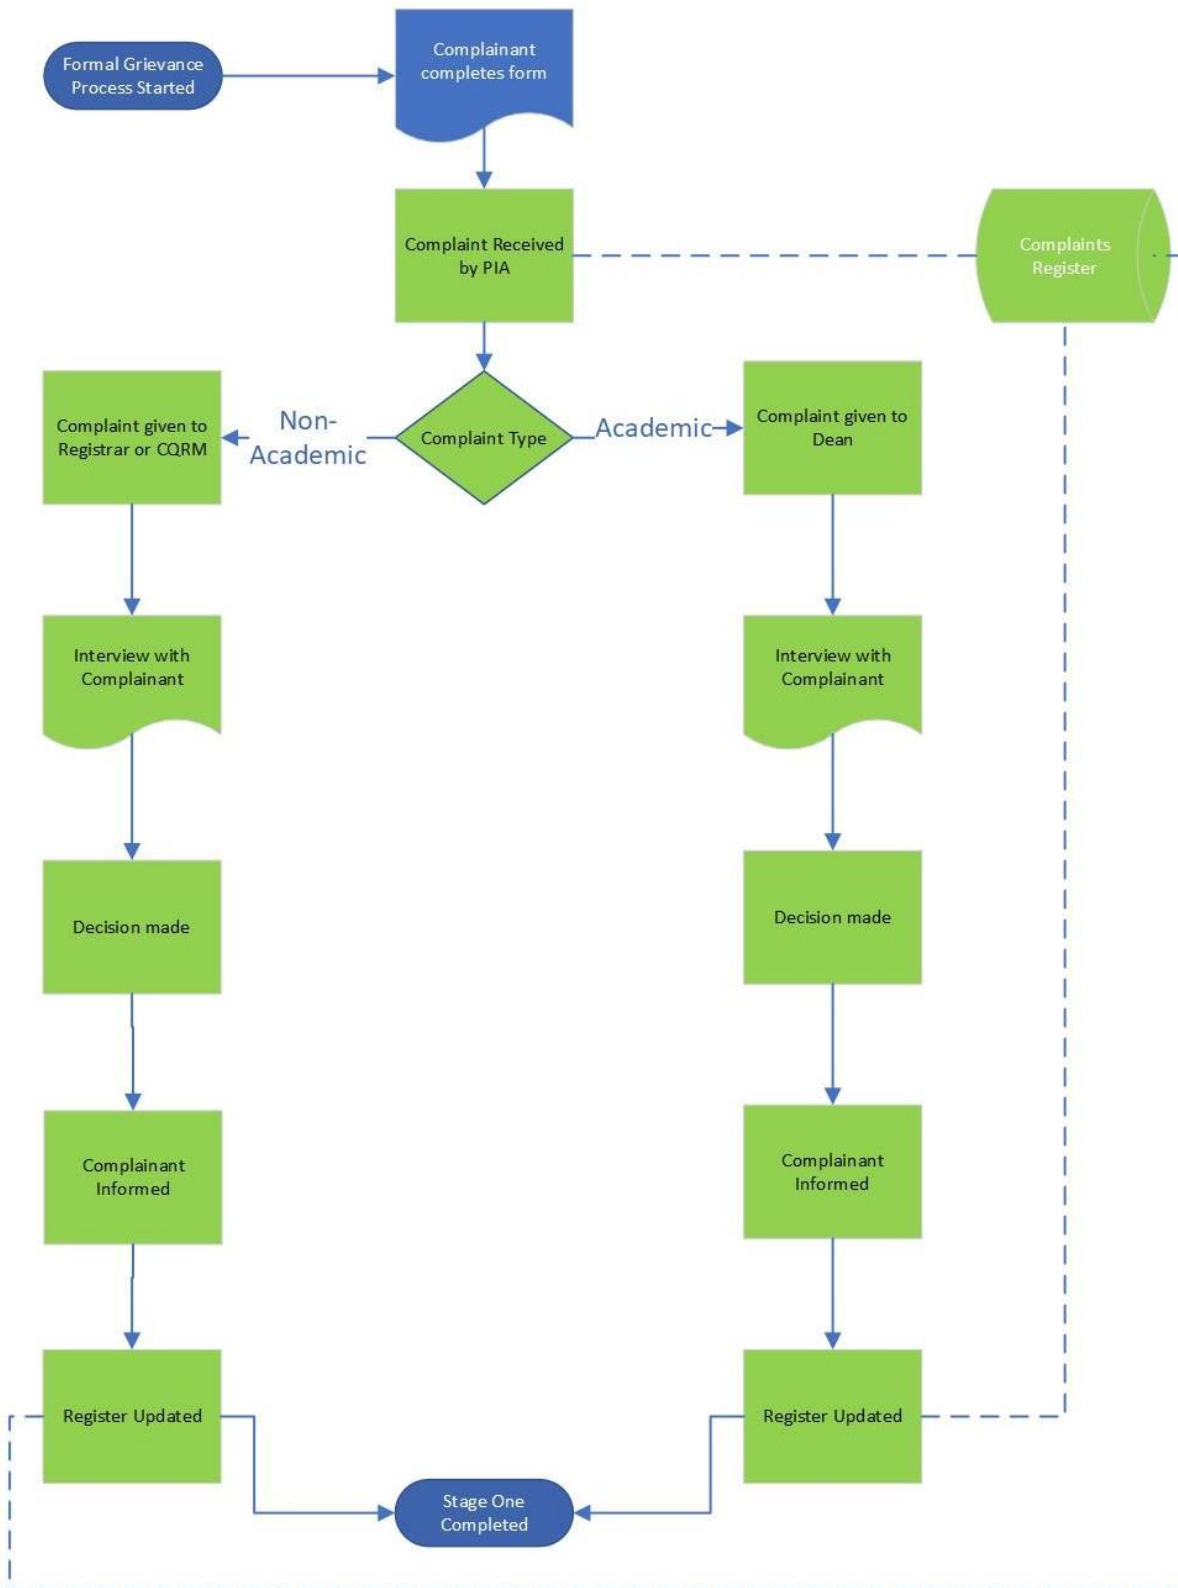 Formal Grievance
Process Started
Complainant
completes form
Complaint Received
by PIA
Complaints
Register
Complaint given to
Registrar or CQRM
Non-
Academic
Complaint Type
Academic
Complaint given to
Dean
Interview with
Complainant
Interview with
Complainant
Decision made
Decision made
Complainant
Informed
Complainant
Informed
Register Updated
Register Updated
Stage One
Completed